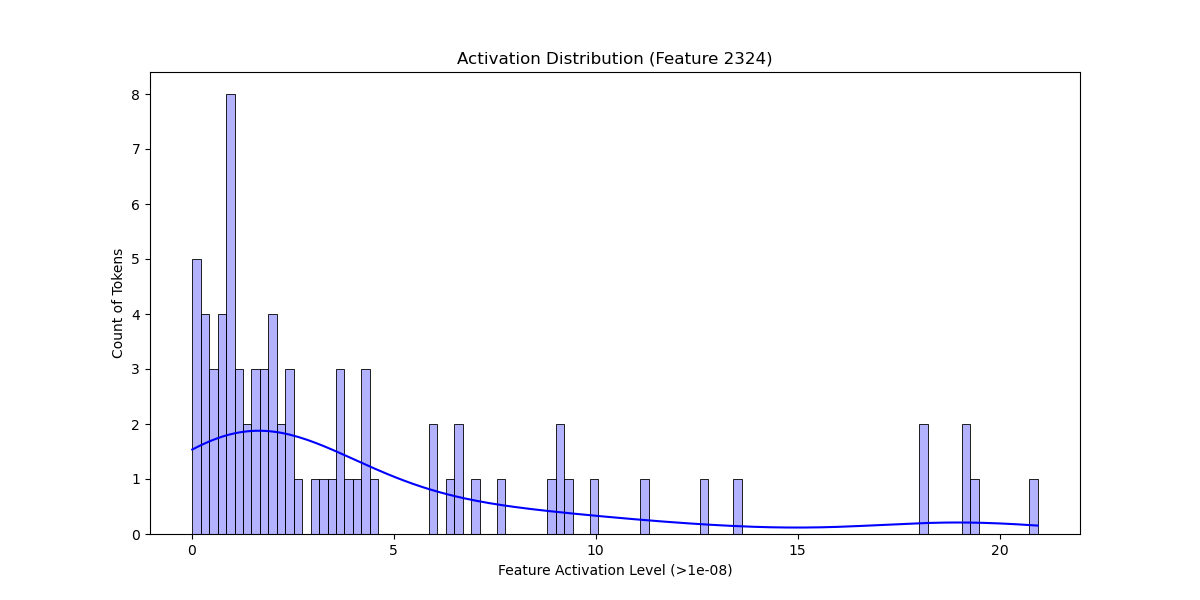 Activation Distribution (Feature 2324)
8
7
6
5
4
3
2
1
0
Count of Tokens
0 5 10 15 20
Feature Activation Level (>1e-08)